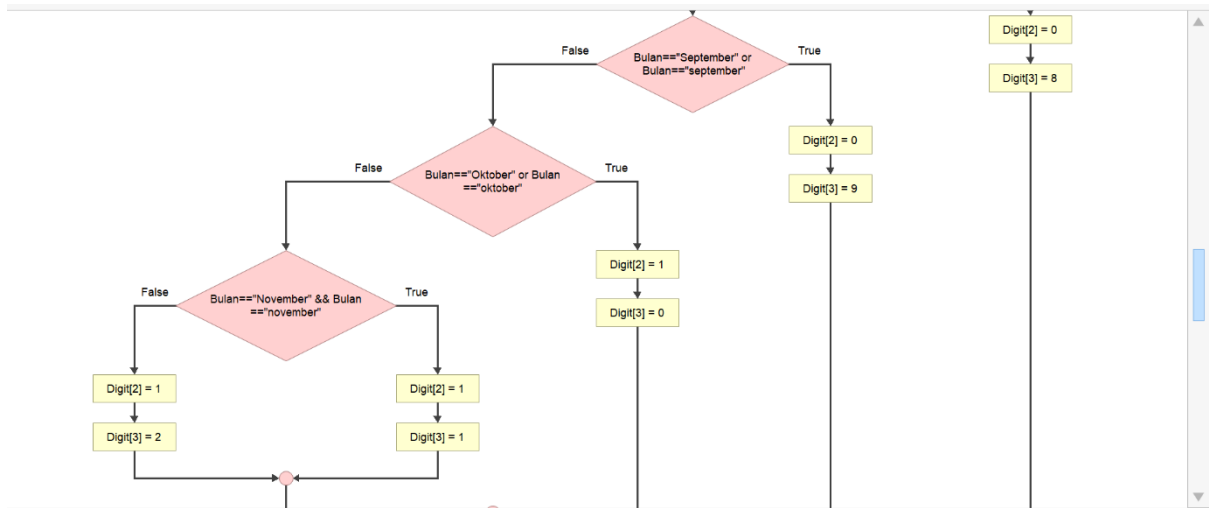 Digit[2] = 0
False
True
Bulan=="September" or
Bulan=="september"
Digit[3] = 8
Digit[2] = 0
False
True
Bulan=="Oktober" or Bulan
=="oktober"
Digit[3] = 9
Digit[2] = 1
False
True
Bulan=="November" && Bulan
=="november"
Digit[3] = 0
Digit[2] = 1
Digit[2] = 1
Digit[3] = 2
Digit[3] = 1